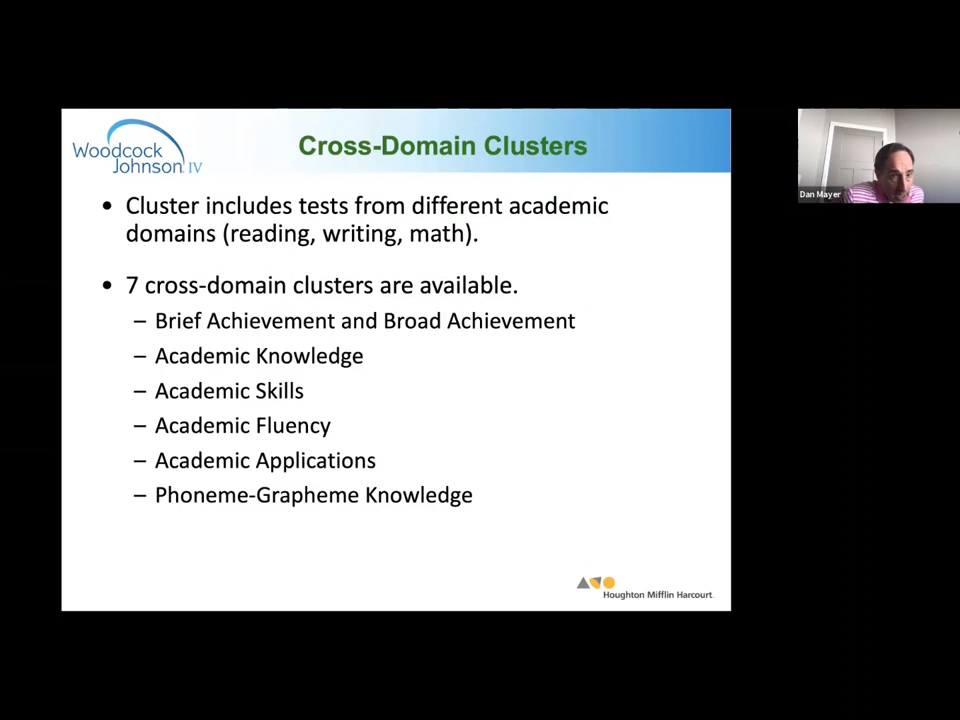 Woodcock
Johnson IV
Cross-Domain Clusters
• Cluster includes tests from different academic
domains (reading, writing, math).
• 7 cross-domain clusters are available.
– Brief Achievement and Broad Achievement
– Academic Knowledge
– Academic Skills
– Academic Fluency
– Academic Applications
– Phoneme-Grapheme Knowledge
Houghton Mifflin Harcourt
Dan Mayer